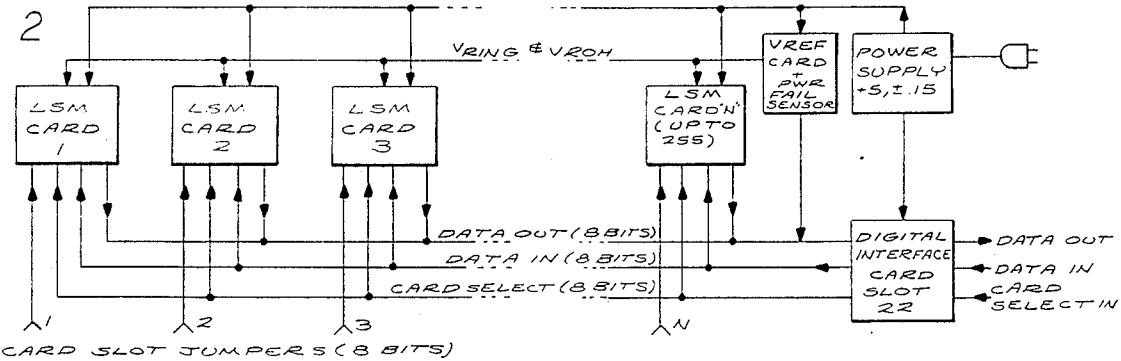 2
VRING & VROH
VREF
CARD
+
PWR
FAIL
SENSOR
POWER
SUPPLY
+5, ±.15
LSM
CARD
1
LSM
CARD
2
LSM
CARD
3
LSM
CARD "N"
(UP TO
255)
DATA OUT (8 BITS)
DATA IN (8 BITS)
CARD SELECT (8 BITS)
DIGITAL
INTERFACE
CARD
SLOT
22
DATA OUT
DATA IN
CARD
SELECT IN
1
2
3
N
CARD SLOT JUMPERS (8 BITS)